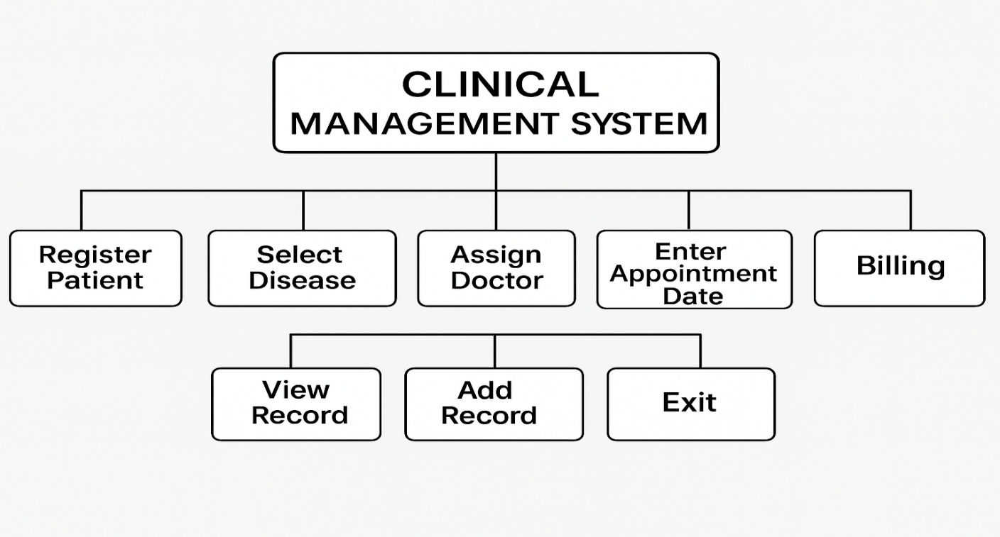 CLINICAL
MANAGEMENT SYSTEM
Register
Patient
Select
Disease
Assign
Doctor
Enter
Appointment
Date
Billing
View
Record
Add
Record
Exit